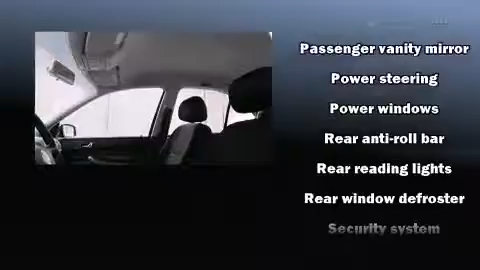 Passenger vanity mirror
Power steering
Power windows
Rear anti-roll bar
Rear reading lights
Rear window defroster
Security system